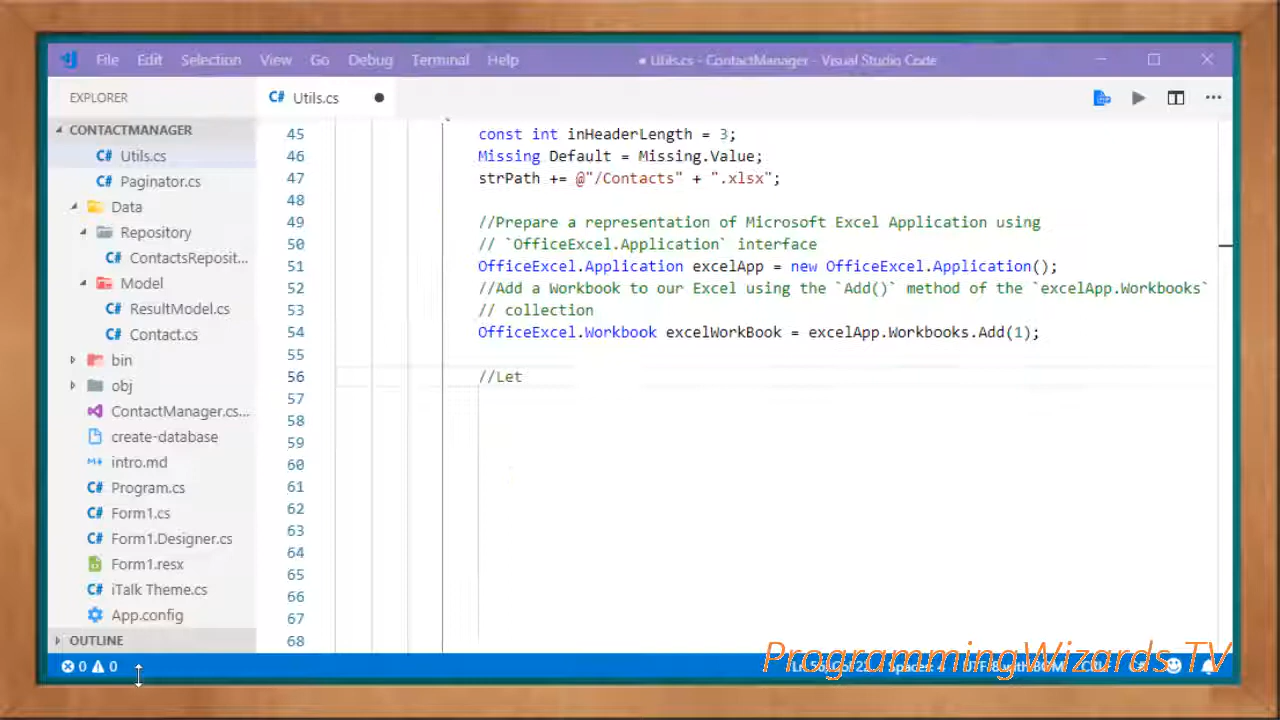 File Edit Selection View Go Debug Terminal Help
● Utils.cs - ContactManager - Visual Studio Code
EXPLORER
C# Utils.cs ●
CONTACTMANAGER
C# Utils.cs
C# Paginator.cs
Data
Repository
C# ContactsReposit...
Model
C# ResultModel.cs
C# Contact.cs
bin
obj
ContactManager.cs...
create-database
intro.md
C# Program.cs
C# Form1.cs
C# Form1.Designer.cs
Form1.resx
C# iTalk Theme.cs
App.config
OUTLINE
45 const int inHeaderLength = 3;
46 Missing Default = Missing.Value;
47 strPath += @"/Contacts" + ".xlsx";
48
49 //Prepare a representation of Microsoft Excel Application using
50 // `OfficeExcel.Application` interface
51 OfficeExcel.Application excelApp = new OfficeExcel.Application();
52 //Add a Workbook to our Excel using the `Add()` method of the `excelApp.Workbooks`
53 // collection
54 OfficeExcel.Workbook excelWorkBook = excelApp.Workbooks.Add(1);
55
56 //Let
57
58
59
60
61
62
63
64
65
66
67
68
0 0
ProgrammingWizards TV